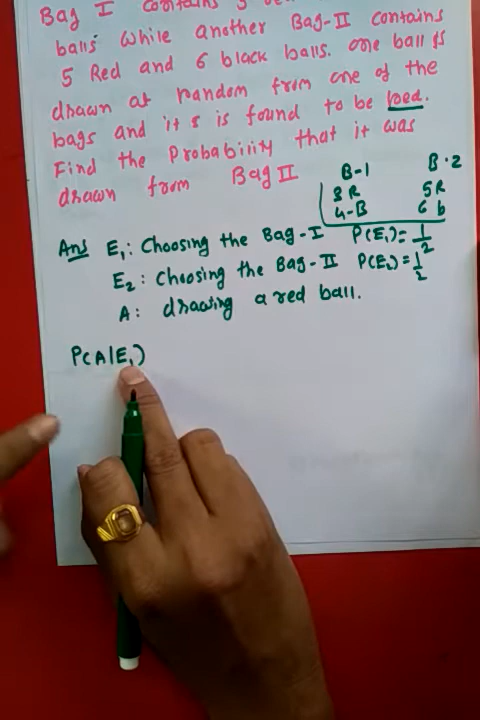 Bag I contains 3
balls while another Bag-II contains
5 Red and 6 black balls. one ball is
drawn at random from one of the
bags and it s is found to be Red.
Find the Probability that it was
drawn from Bag II
B-1 B-2
3R 5R
4-B 6 b
Ans E₁: Choosing the Bag-I P(E₁)=1/2
E₂: Choosing the Bag-II P(E₂)=1/2
A: drawing a red ball.
P(A|E₁)